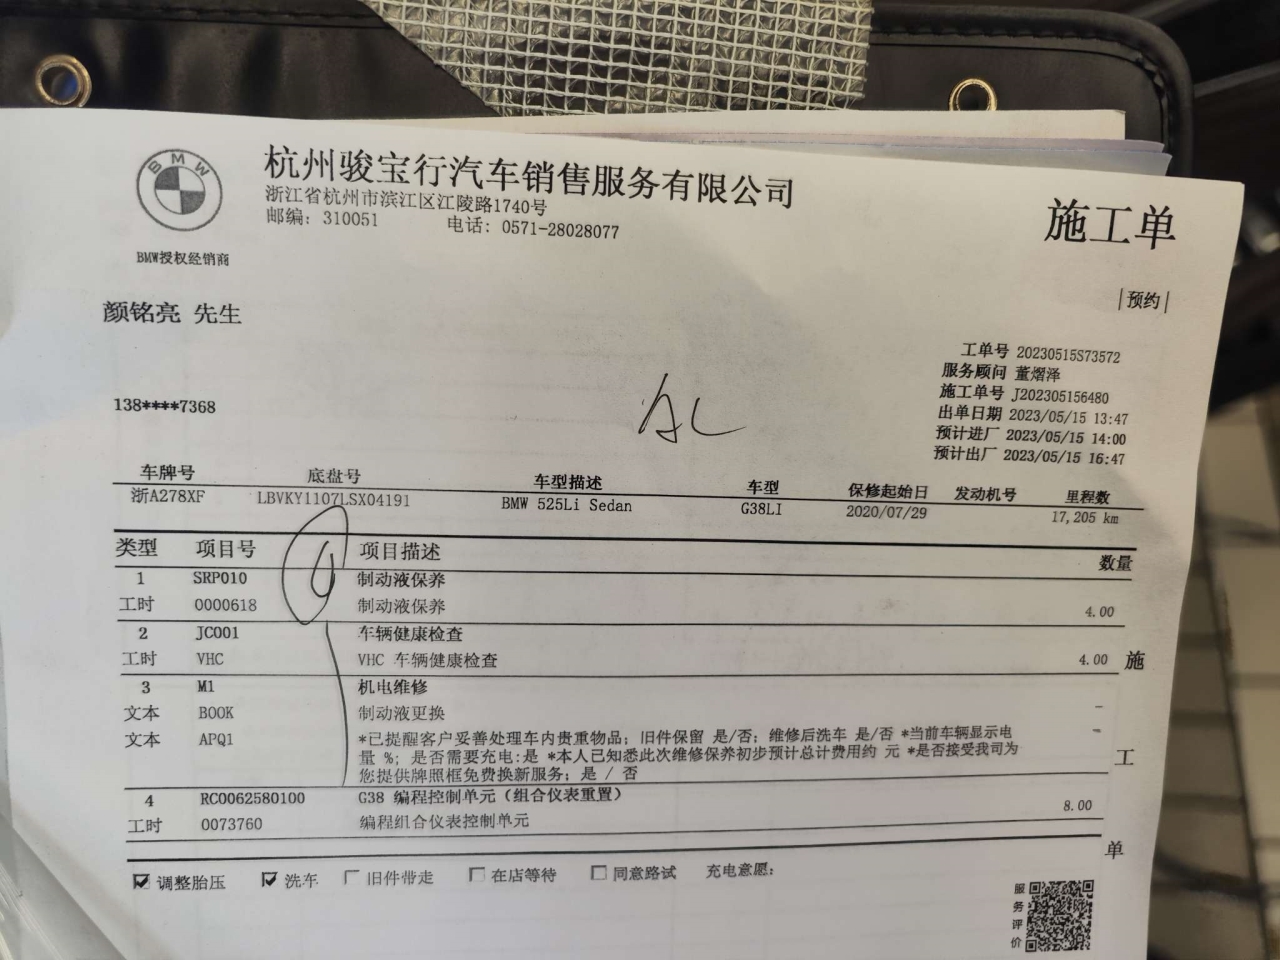 BMW
杭州骏宝行汽车销售服务有限公司
浙江省杭州市滨江区江陵路1740号
邮编：310051 电话：0571-28028077
BMW授权经销商
施工单
|预约|
颜铭亮 先生
138****7368
工单号 20230515S73572
服务顾问 董熠泽
施工单号 J202305156480
出单日期 2023/05/15 13:47
预计进厂 2023/05/15 14:00
预计出厂 2023/05/15 16:47
车牌号 底盘号 车型描述 车型 保修起始日 发动机号 里程数
浙A278XF LBVKY1107LSX04191 BMW 525Li Sedan G38LI 2020/07/29 17,205 km
类型 项目号 项目描述 数量
1 SRP010 制动液保养
工时 0000618 制动液保养 4.00
2 JC001 车辆健康检查
工时 VHC VHC 车辆健康检查 4.00
3 M1 机电维修
文本 BOOK 制动液更换 -
文本 APQ1 *已提醒客户妥善处理车内贵重物品；旧件保留 是/否；维修后洗车 是/否 *当前车辆显示电 -
量 %；是否需要充电:是 *本人已知悉此次维修保养初步预计总计费用约 元 *是否接受我司为
您提供牌照框免费换新服务；是 / 否
4 RC0062580100 G38 编程控制单元（组合仪表重置）
工时 0073760 编程组合仪表控制单元 8.00
施
工
单
调整胎压 洗车 旧件带走 在店等待 同意路试 充电意愿：
服务评价